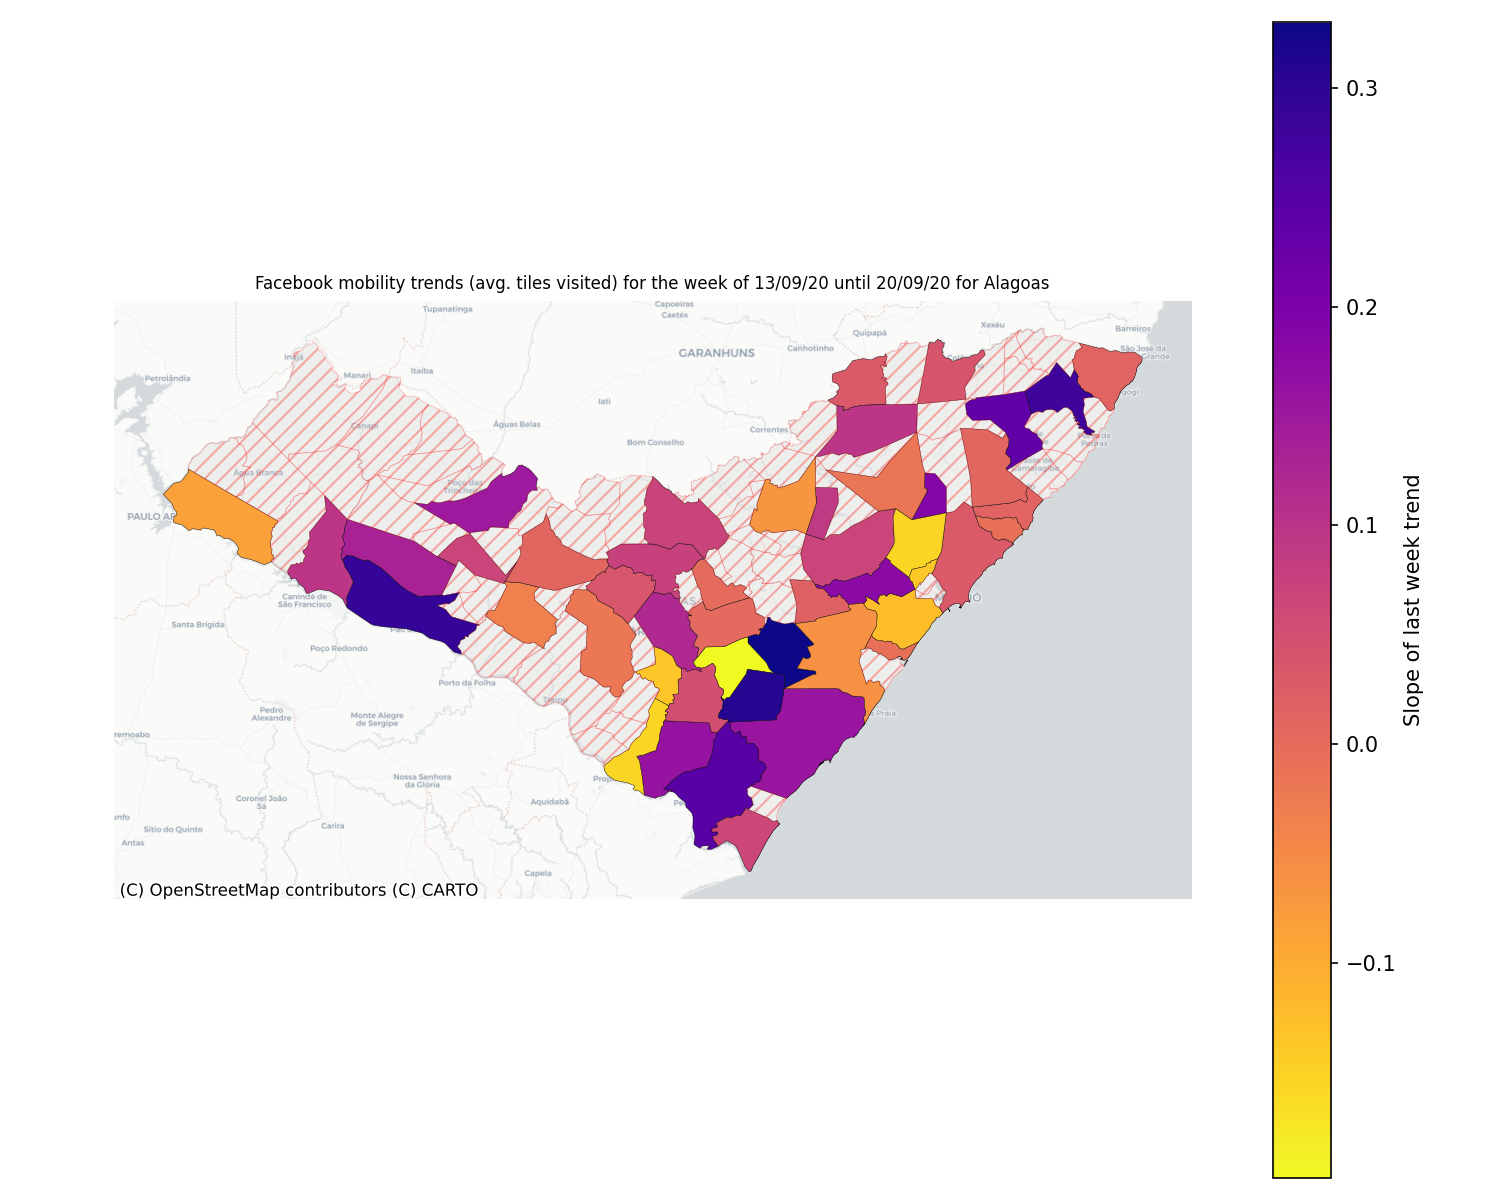 Facebook mobility trends (avg. tiles visited) for the week of 13/09/20 until 20/09/20 for Alagoas
Tupanatinga
Capoeiras
Caetés
Xexéu
Barreiros
Quipapá
Canhotinho
São José da
Grande
GARANHUNS
Inajá
Manari
Itaíba
Petrolândia
Iati
Águas Belas
Canapi
Correntes
Bom Conselho
Água Branca
Poço das
Trincheiras
PAULO AF
Canindé de
São Francisco
Santa Brígida
Poço Redondo
Porto da Folha
Traipu
Pedro
Alexandre
Monte Alegre
de Sergipe
a Praia
Nossa Senhora
da Glória
Coronel João
Sá
Aquidabã
Sítio do Quinto
Carira
Antas
Capela
(C) OpenStreetMap contributors (C) CARTO
0.3
0.2
0.1
0.0
−0.1
Slope of last week trend